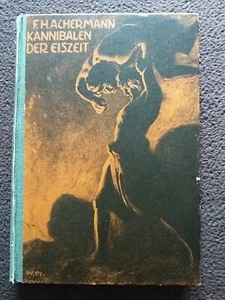 F.H.ACHERMANN
KANNIBALEN
DER EISZEIT